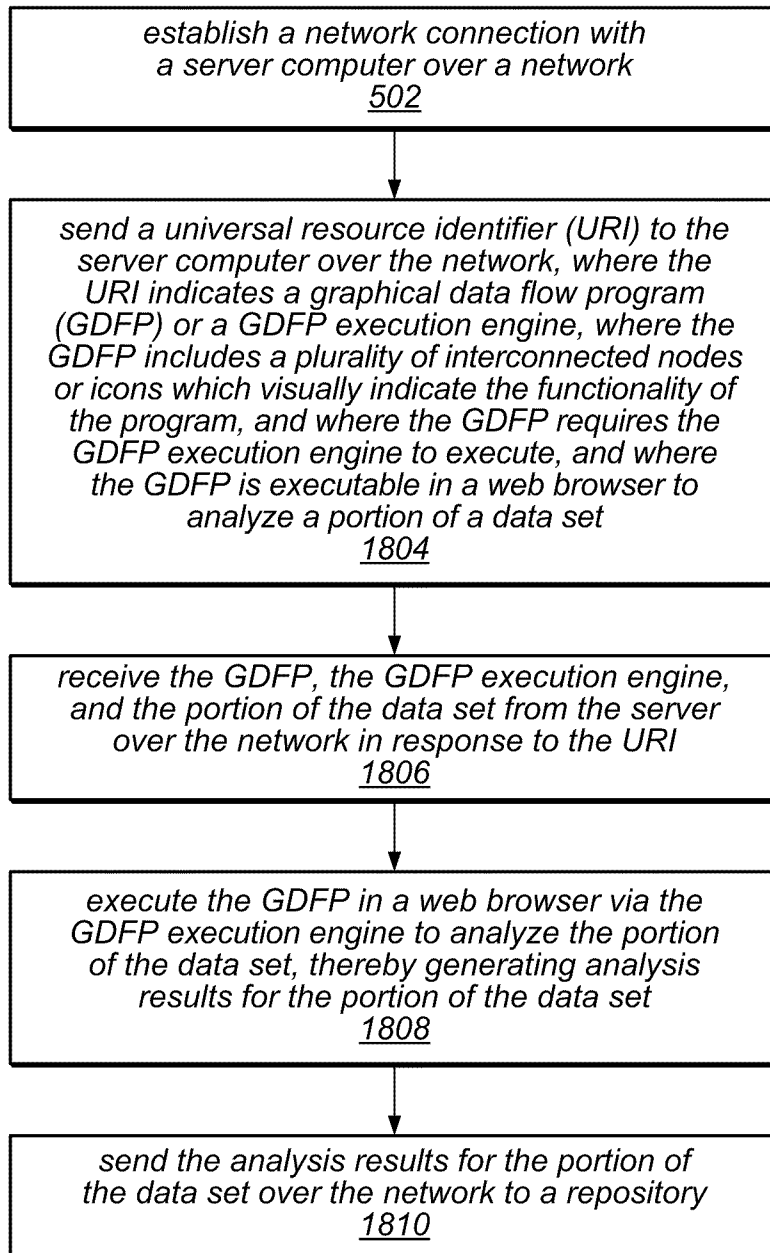 establish a network connection with
a server computer over a network
502
send a universal resource identifier (URI) to the
server computer over the network, where the
URI indicates a graphical data flow program
(GDFP) or a GDFP execution engine, where the
GDFP includes a plurality of interconnected nodes
or icons which visually indicate the functionality of
the program, and where the GDFP requires the
GDFP execution engine to execute, and where
the GDFP is executable in a web browser to
analyze a portion of a data set
1804
receive the GDFP, the GDFP execution engine,
and the portion of the data set from the server
over the network in response to the URI
1806
execute the GDFP in a web browser via the
GDFP execution engine to analyze the portion
of the data set, thereby generating analysis
results for the portion of the data set
1808
send the analysis results for the portion of
the data set over the network to a repository
1810